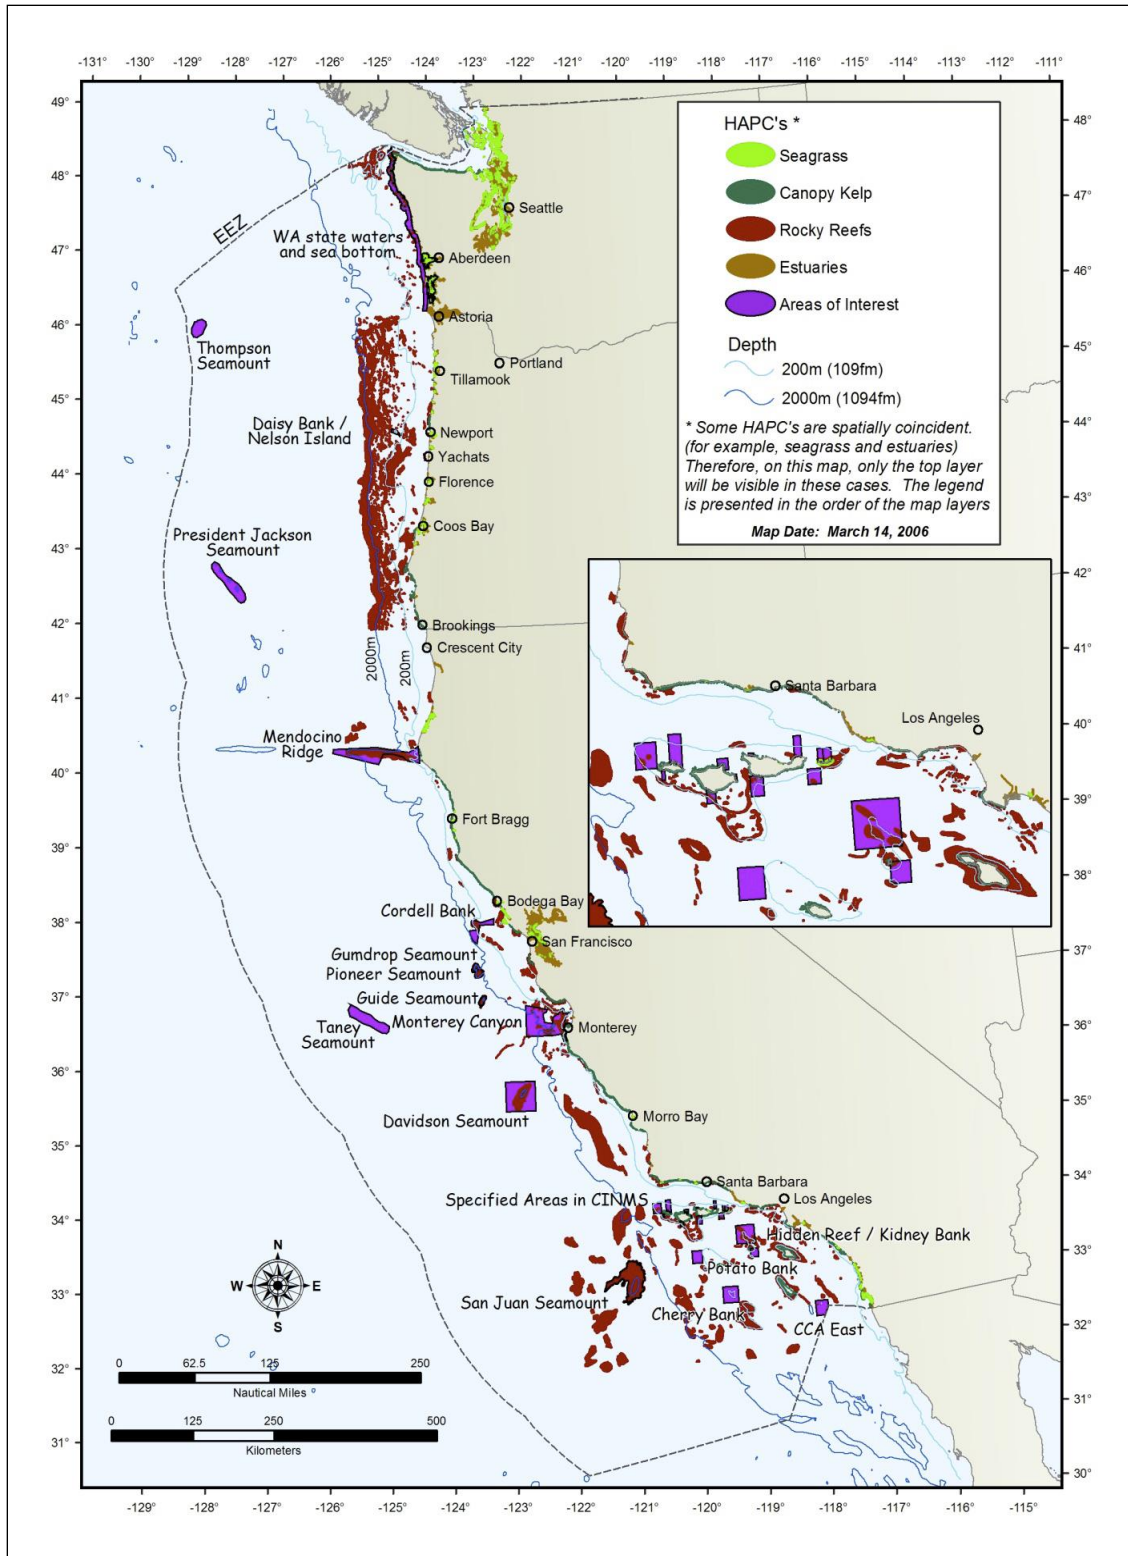 -131° -130° -129° -128° -127° -126° -125° -124° -123° -122° -121° -120° -119° -118° -117° -116° -115° -114° -113° -112° -111°
49°
48°
47°
46°
45°
44°
43°
42°
41°
40°
39°
38°
37°
36°
35°
34°
33°
32°
31°
48°
47°
46°
45°
44°
43°
42°
41°
40°
39°
38°
37°
36°
35°
34°
33°
32°
31°
30°
HAPC's *
Seagrass
Canopy Kelp
Rocky Reefs
Estuaries
Areas of Interest
Depth
200m (109fm)
2000m (1094fm)
* Some HAPC's are spatially coincident.
(for example, seagrass and estuaries)
Therefore, on this map, only the top layer
will be visible in these cases. The legend
is presented in the order of the map layers
Map Date: March 14, 2006
EEZ
Seattle
WA state waters
and sea bottom
Aberdeen
Astoria
Thompson
Seamount
Portland
Tillamook
Daisy Bank /
Nelson Island
Newport
Yachats
Florence
Coos Bay
President Jackson
Seamount
Brookings
Crescent City
2000m
200m
Mendocino
Ridge
Fort Bragg
Santa Barbara
Los Angeles
Cordell Bank
Bodega Bay
San Francisco
Gumdrop Seamount
Pioneer Seamount
Guide Seamount
Taney
Seamount
Monterey Canyon
Monterey
Davidson Seamount
Morro Bay
Santa Barbara
Specified Areas in CINMS
Los Angeles
Hidden Reef / Kidney Bank
Potato Bank
San Juan Seamount
Cherry Bank
CCA East
N
W E
S
0 62.5 125 250
Nautical Miles
0 125 250 500
Kilometers
-129° -128° -127° -126° -125° -124° -123° -122° -121° -120° -119° -118° -117° -116° -115°